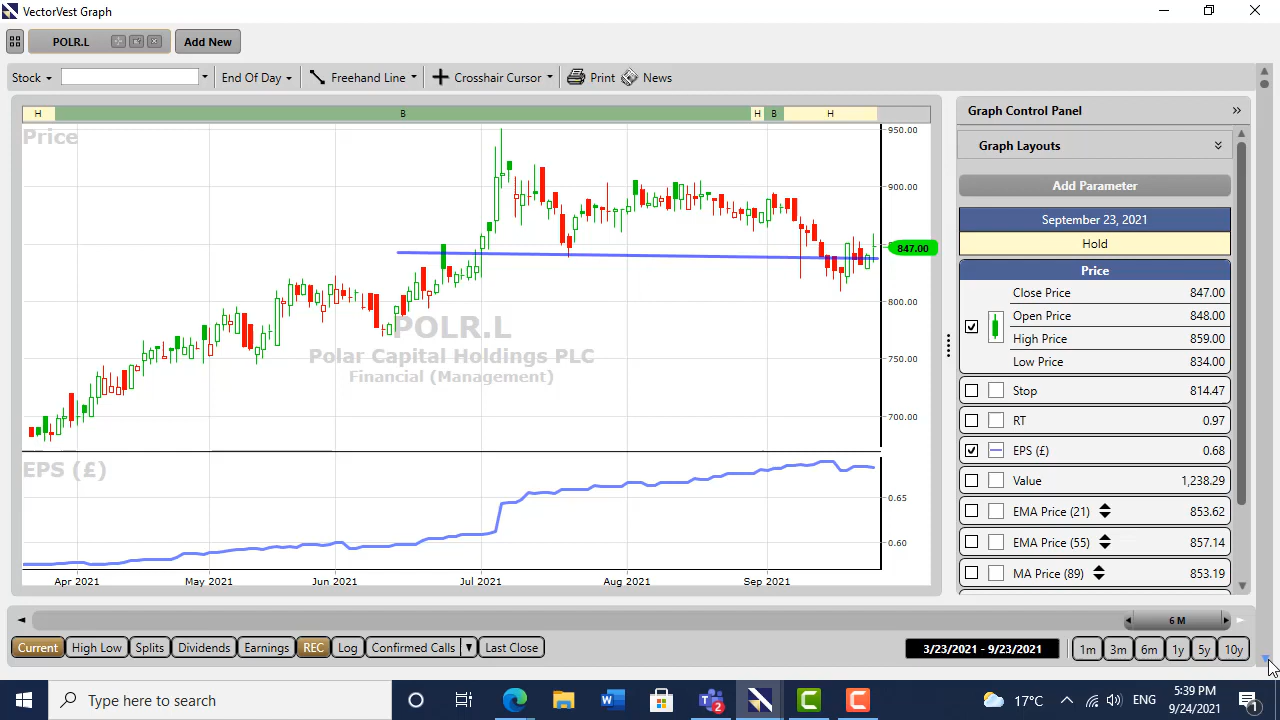 VectorVest Graph
POLR.L
Add New
Stock
End Of Day
Freehand Line
Crosshair Cursor
Print
News
H B H B H
Price
950.00
900.00
847.00
800.00
750.00
700.00
POLR.L
Polar Capital Holdings PLC
Financial (Management)
EPS (£)
0.65
0.60
Apr 2021 May 2021 Jun 2021 Jul 2021 Aug 2021 Sep 2021
Graph Control Panel
Graph Layouts
Add Parameter
September 23, 2021
Hold
Price
Close Price 847.00
Open Price 848.00
High Price 859.00
Low Price 834.00
Stop 814.47
RT 0.97
EPS (£) 0.68
Value 1,238.29
EMA Price (21) 853.62
EMA Price (55) 857.14
MA Price (89) 853.19
6 M
Current High Low Splits Dividends Earnings REC Log Confirmed Calls Last Close 3/23/2021 - 9/23/2021 1m 3m 6m 1y 5y 10y
Type here to search
2
17°C
ENG
5:39 PM
9/24/2021
1